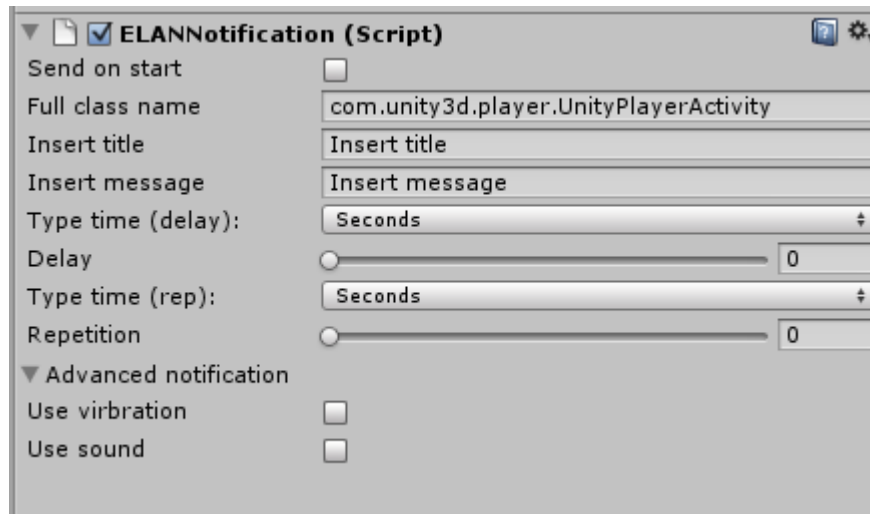 ELANNotification (Script)
Send on start
Full class name com.unity3d.player.UnityPlayerActivity
Insert title Insert title
Insert message Insert message
Type time (delay): Seconds
Delay 0
Type time (rep): Seconds
Repetition 0
Advanced notification
Use virbration
Use sound